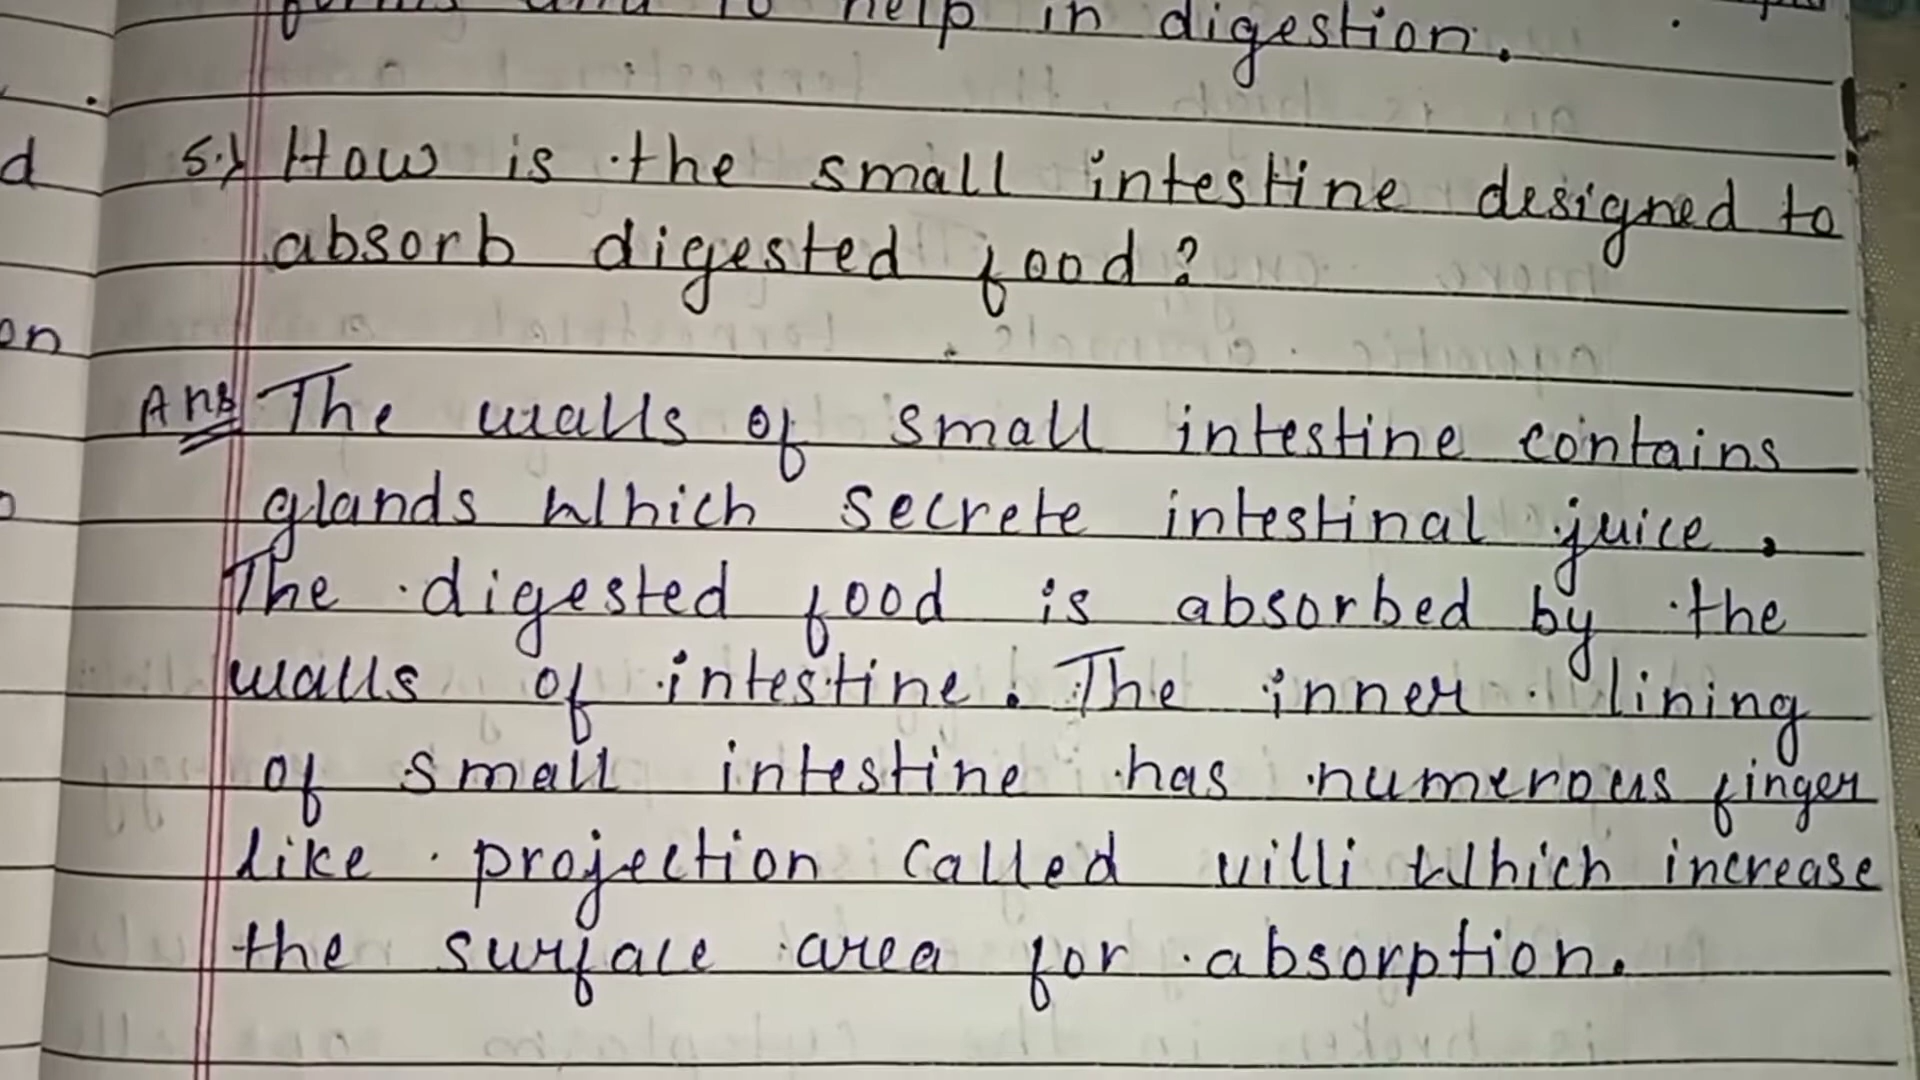 help in digestion.
d
5.) How is the small intestine designed to
absorb digested food?
on
Ans The walls of small intestine contains
glands which secrete intestinal juice.
The digested food is absorbed by the
walls of intestine. The inner lining
of small intestine has numerous finger
like projection called villi which increase
the surface area for absorption.